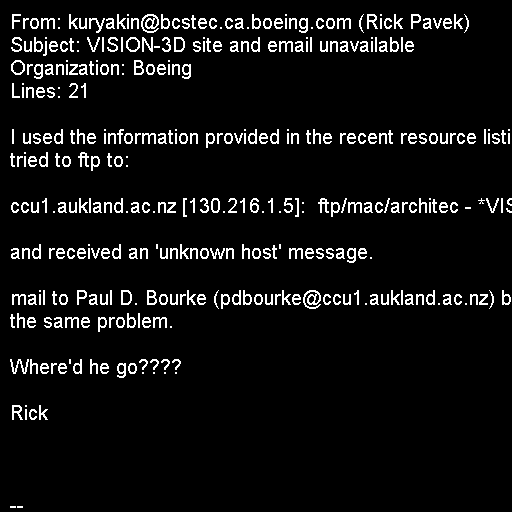 From: kuryakin@bcstec.ca.boeing.com (Rick Pavek)
Subject: VISION-3D site and email unavailable
Organization: Boeing
Lines: 21
I used the information provided in the recent resource listi
tried to ftp to:
ccu1.aukland.ac.nz [130.216.1.5]:  ftp/mac/architec - *VIS
and received an 'unknown host' message.
mail to Paul D. Bourke (pdbourke@ccu1.aukland.ac.nz) b
the same problem.
Where'd he go????
Rick
--